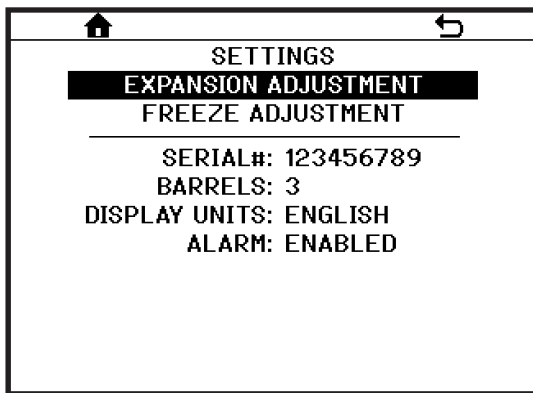 SETTINGS
EXPANSION ADJUSTMENT
FREEZE ADJUSTMENT
SERIAL#: 123456789
BARRELS: 3
DISPLAY UNITS: ENGLISH
ALARM: ENABLED